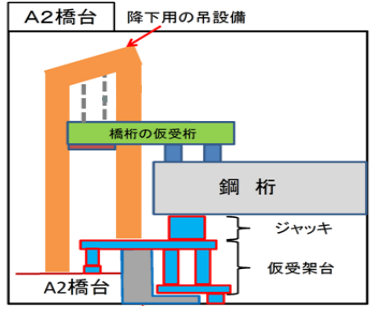 A2橋台
降下用の吊設備
橋桁の仮受桁
鋼 桁
ジャッキ
仮受架台
A2橋台